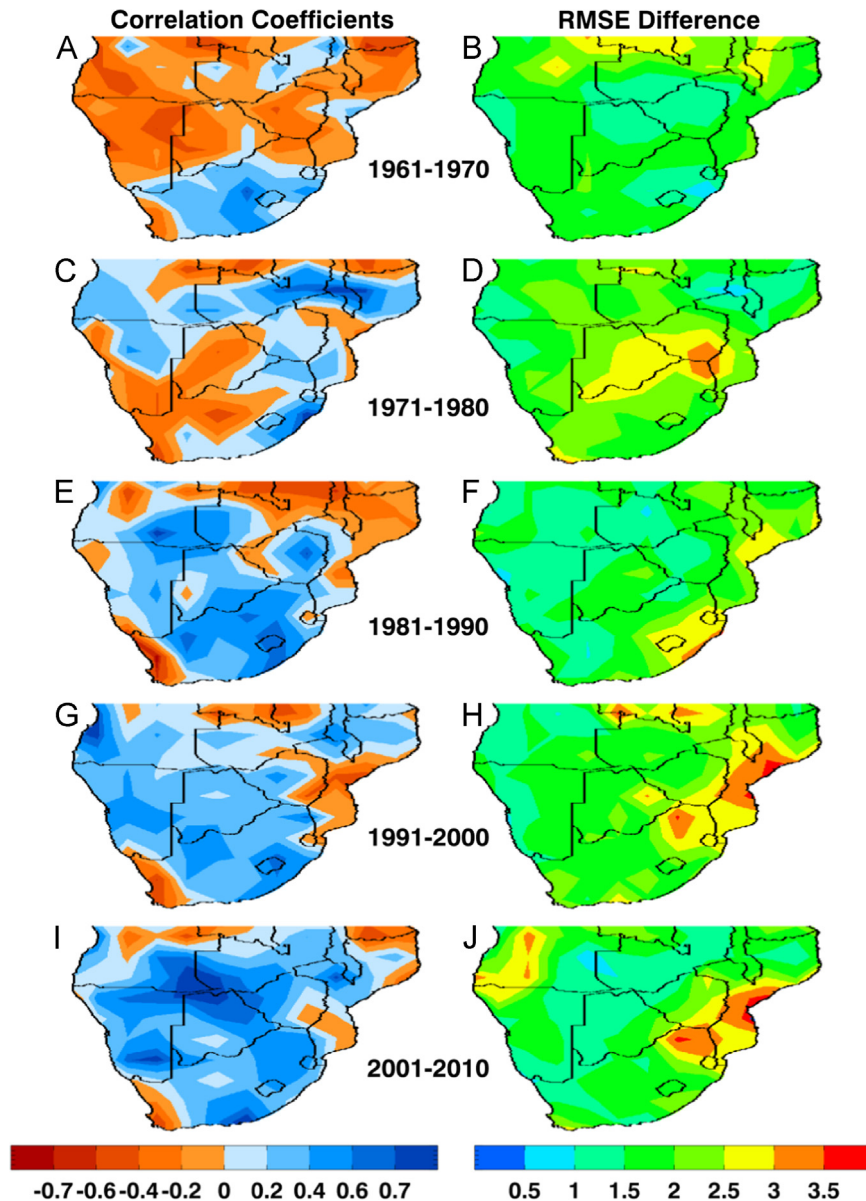 Correlation Coefficients RMSE Difference
A B
1961-1970
C D
1971-1980
E F
1981-1990
G H
1991-2000
I J
2001-2010
-0.7 -0.6 -0.4 -0.2 0 0.2 0.4 0.6 0.7 0.5 1 1.5 2 2.5 3 3.5